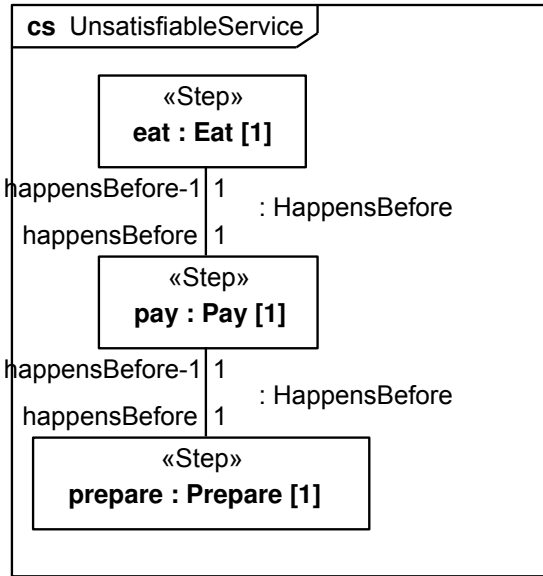 cs UnsatisfiableService
«Step»
eat : Eat [1]
happensBefore-1 1
: HappensBefore
happensBefore 1
«Step»
pay : Pay [1]
happensBefore-1 1
: HappensBefore
happensBefore 1
«Step»
prepare : Prepare [1]